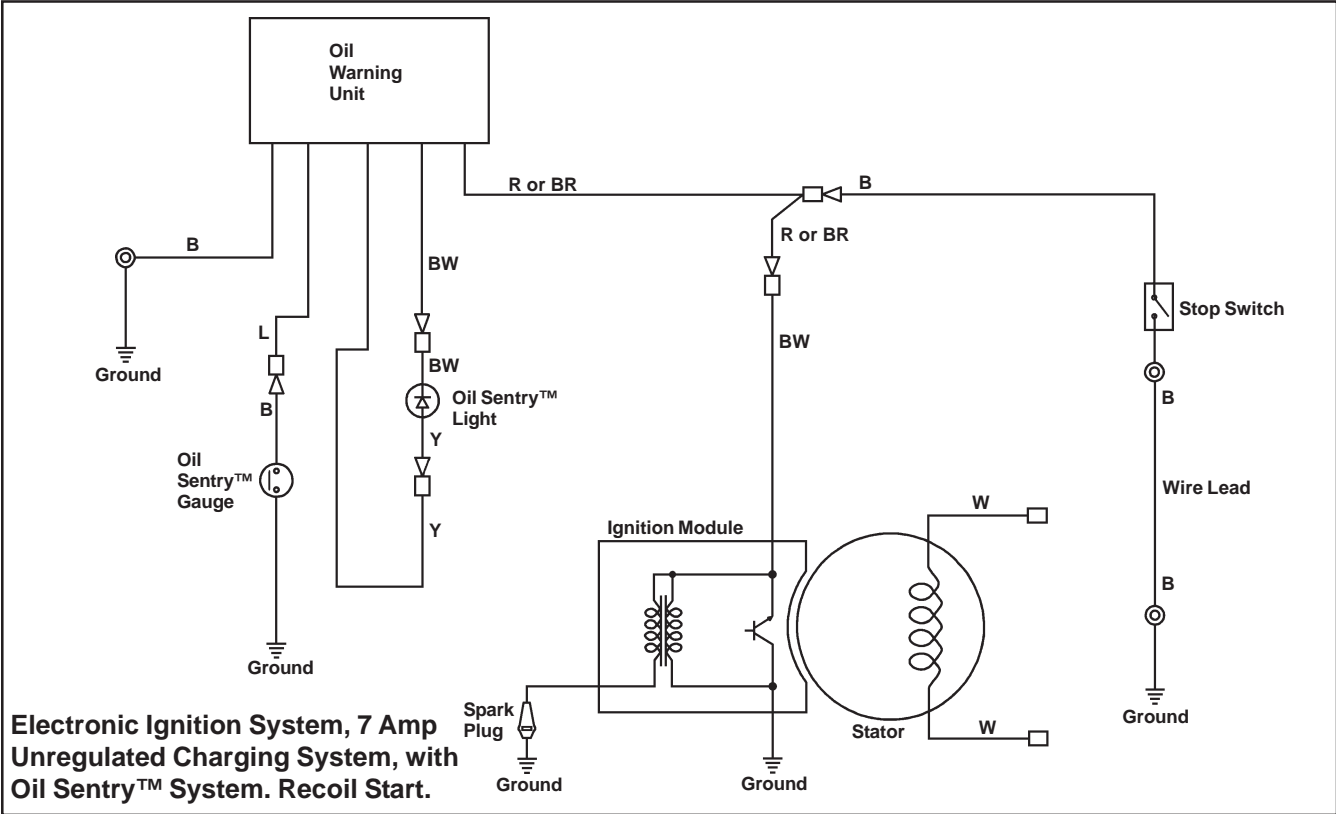 Oil
Warning
Unit
R or BR
B
R or BR
B
BW
Ground
L
B
BW
Oil Sentry™
Light
Y
Y
Oil
Sentry™
Gauge
Ground
BW
Stop Switch
B
Wire Lead
B
Ground
Ignition Module
W
W
Stator
Spark
Plug
Ground
Ground
Electronic Ignition System, 7 Amp
Unregulated Charging System, with
Oil Sentry™ System. Recoil Start.